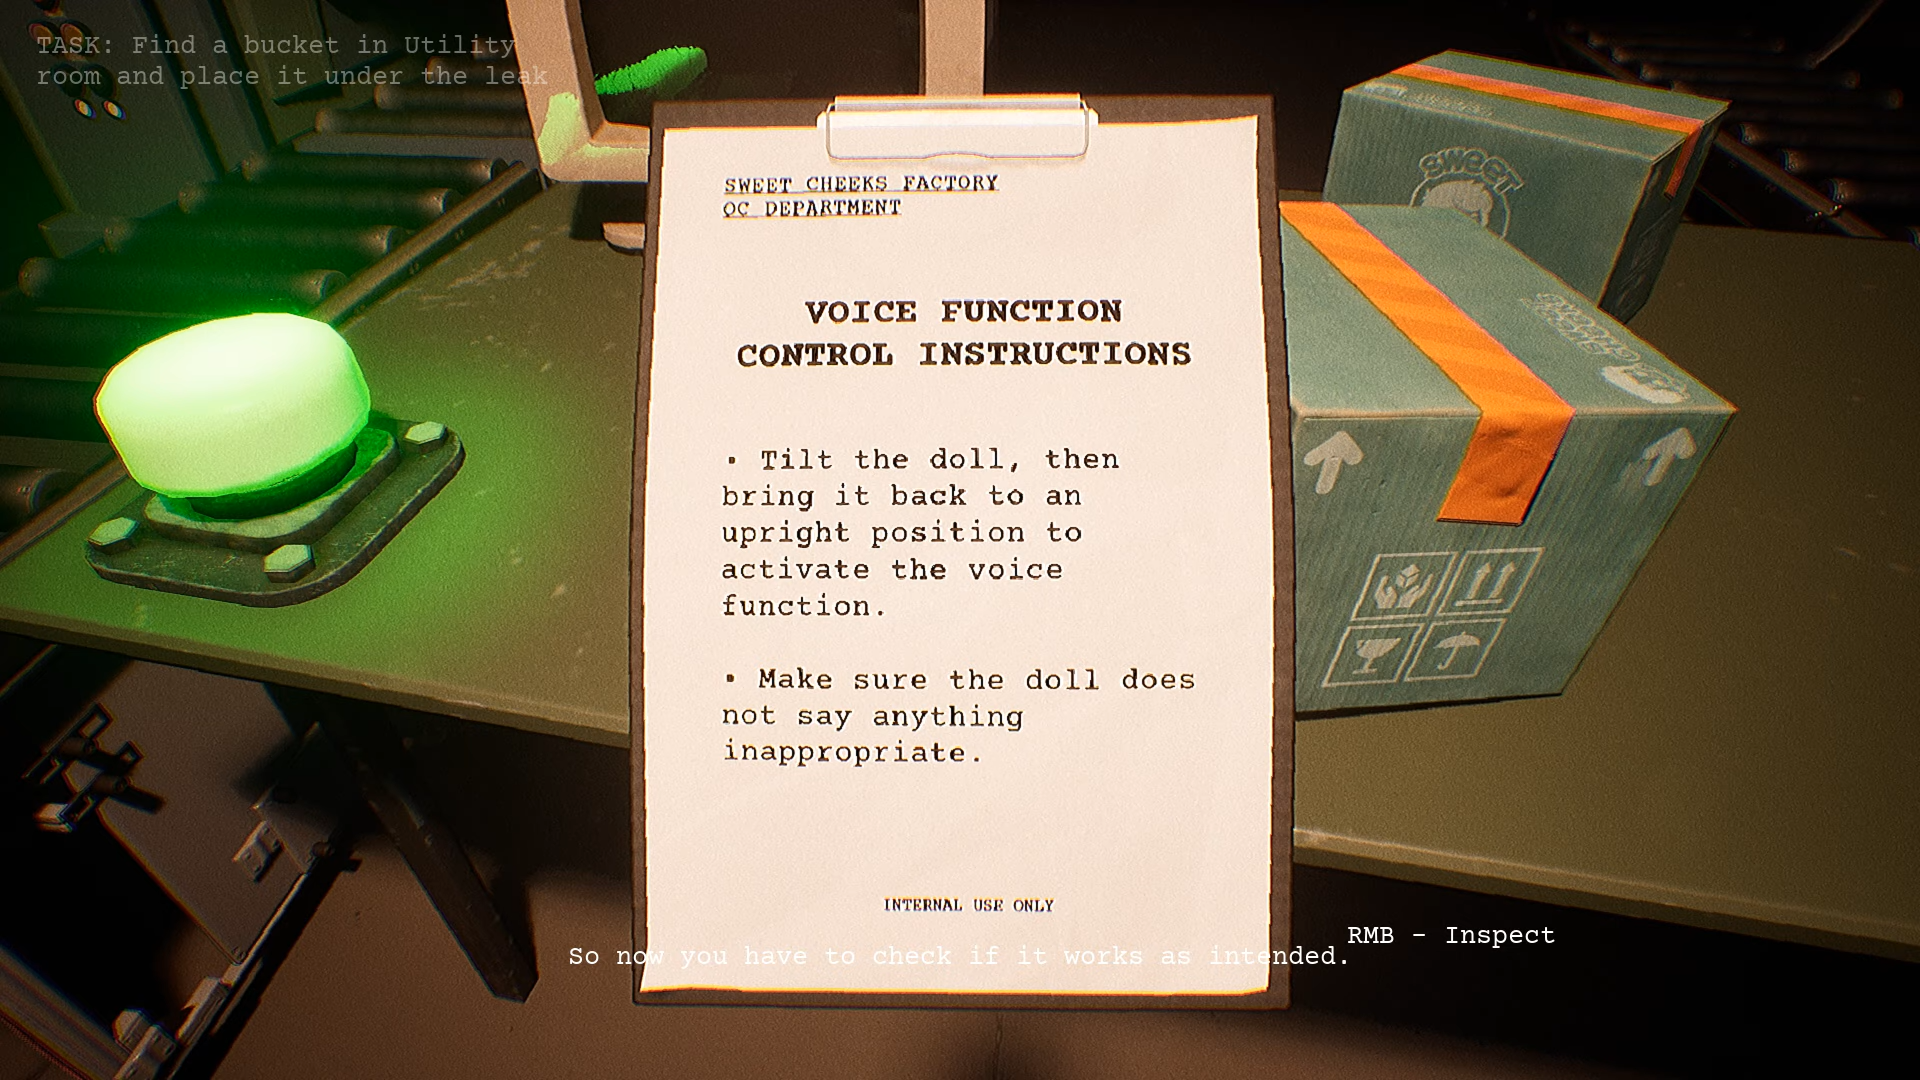 TASK: Find a bucket in Utility
room and place it under the leak
SWEET CHEEKS FACTORY
QC DEPARTMENT
VOICE FUNCTION
CONTROL INSTRUCTIONS
• Tilt the doll, then
bring it back to an
upright position to
activate the voice
function.
• Make sure the doll does
not say anything
inappropriate.
INTERNAL USE ONLY
RMB - Inspect
So now you have to check if it works as intended.
SWEET